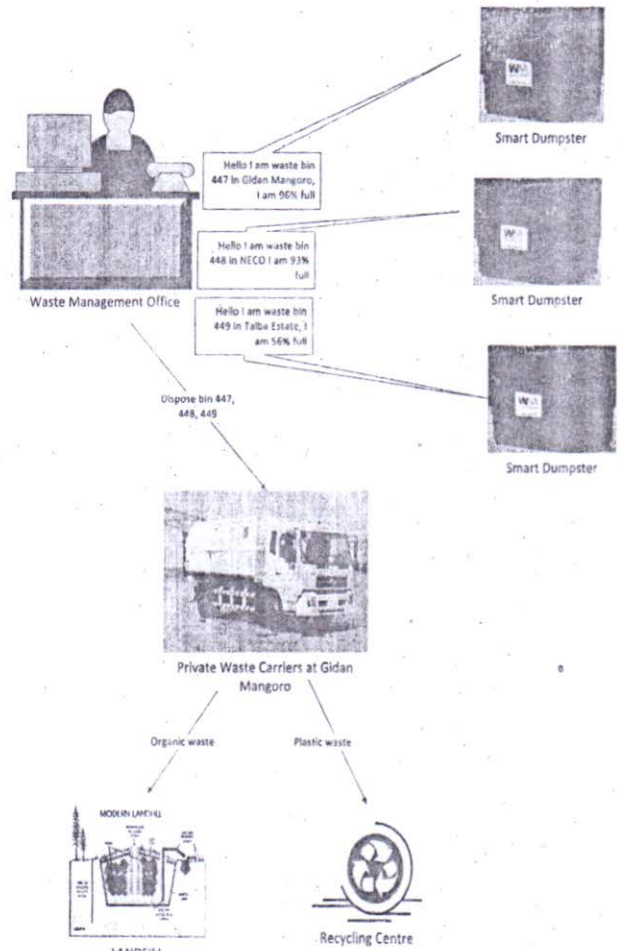 WM
Smart Dumpster
Hello I am waste bin
447 in Gidan Mangoro,
I am 96% full
WM
Smart Dumpster
Hello I am waste bin
448 in NECO I am 93%
full
Waste Management Office
Hello I am waste bin
449 in Talba Estate, I
am 56% full
WM
Smart Dumpster
Dispose bin 447,
448, 449
Private Waste Carriers at Gidan
Mangoro
Organic waste
Plastic waste
MODERN LANDFILL
LANDFILL
Recycling Centre